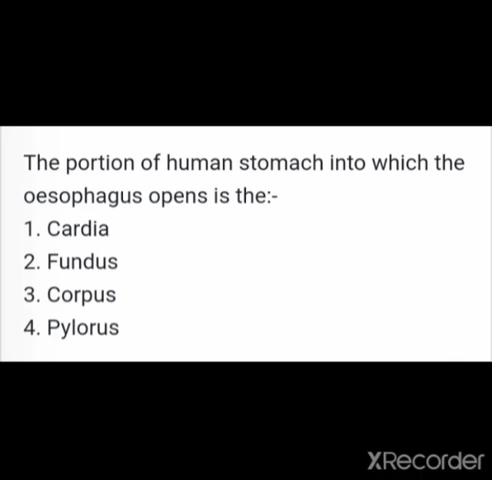 The portion of human stomach into which the
oesophagus opens is the:-
1. Cardia
2. Fundus
3. Corpus
4. Pylorus
XRecorder